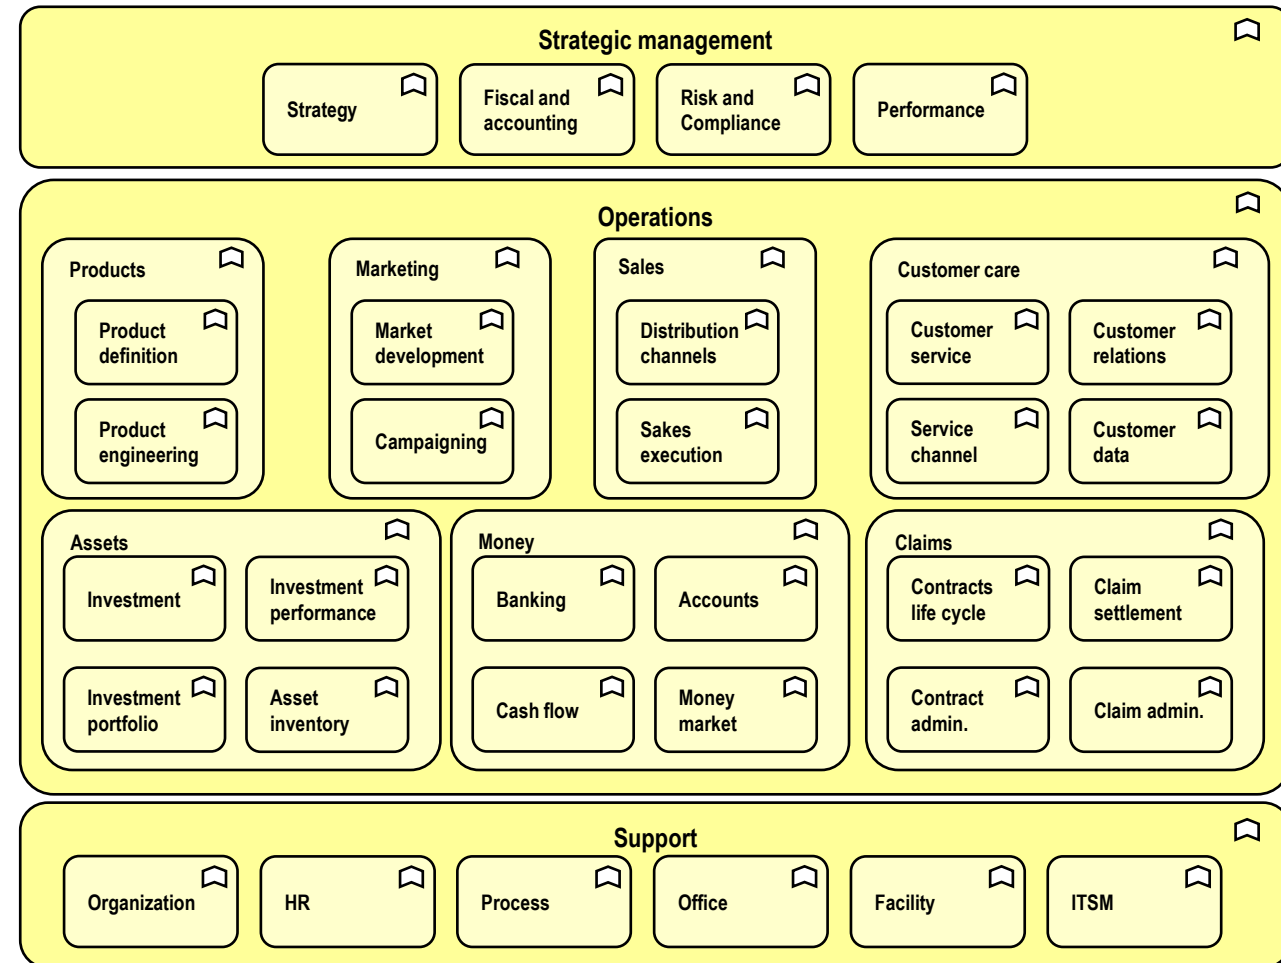 Strategic management
Strategy
Fiscal and
accounting
Risk and
Compliance
Performance
Operations
Products
Product
definition
Product
engineering
Marketing
Market
development
Campaigning
Sales
Distribution
channels
Sakes
execution
Customer care
Customer
service
Customer
relations
Service
channel
Customer
data
Assets
Investment
Investment
performance
Investment
portfolio
Asset
inventory
Money
Banking
Accounts
Cash flow
Money
market
Claims
Contracts
life cycle
Claim
settlement
Contract
admin.
Claim admin.
Support
Organization
HR
Process
Office
Facility
ITSM